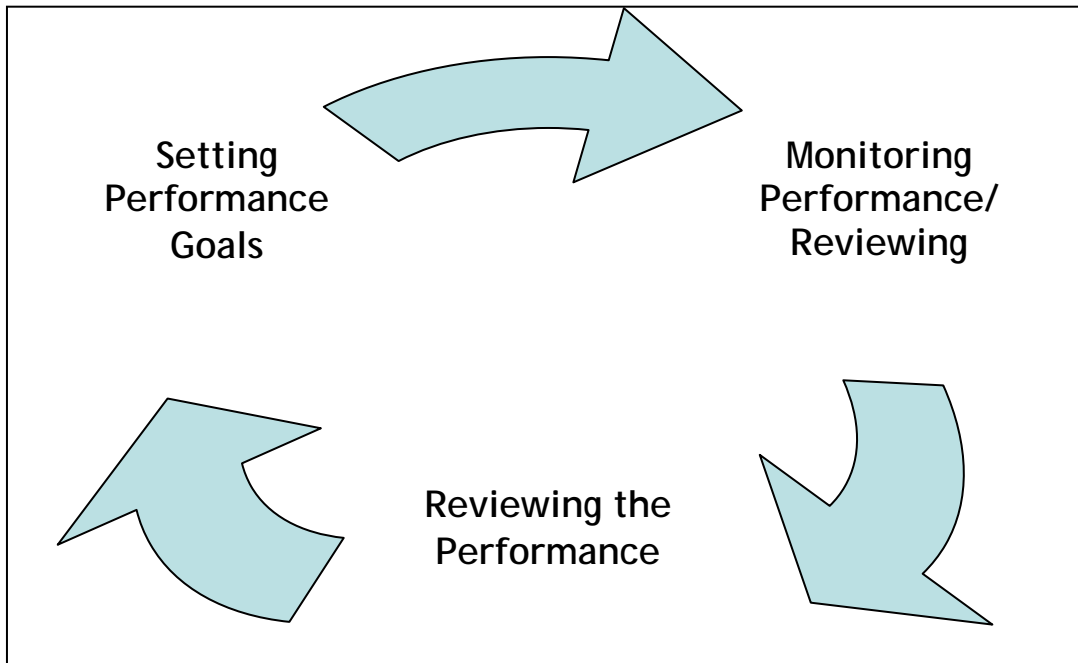 Setting
Performance
Goals
Monitoring
Performance/
Reviewing
Reviewing the
Performance